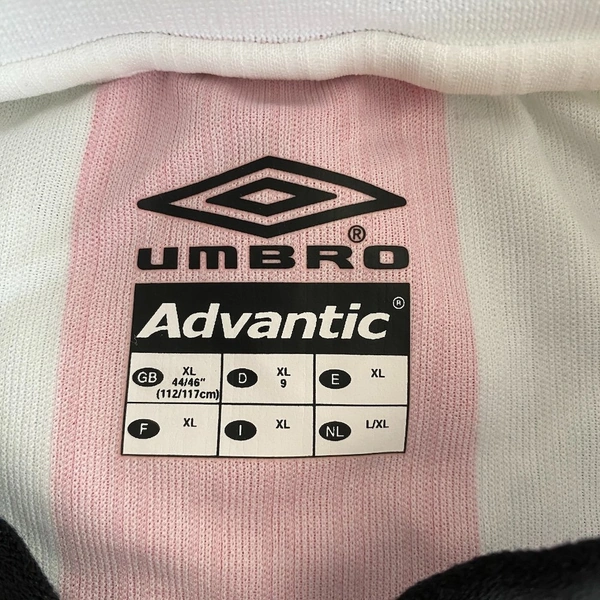 UMBRO®
Advantic®
GB XL 44/46" (112/117cm)
D XL 9
E XL
F XL
I XL
NL L/XL